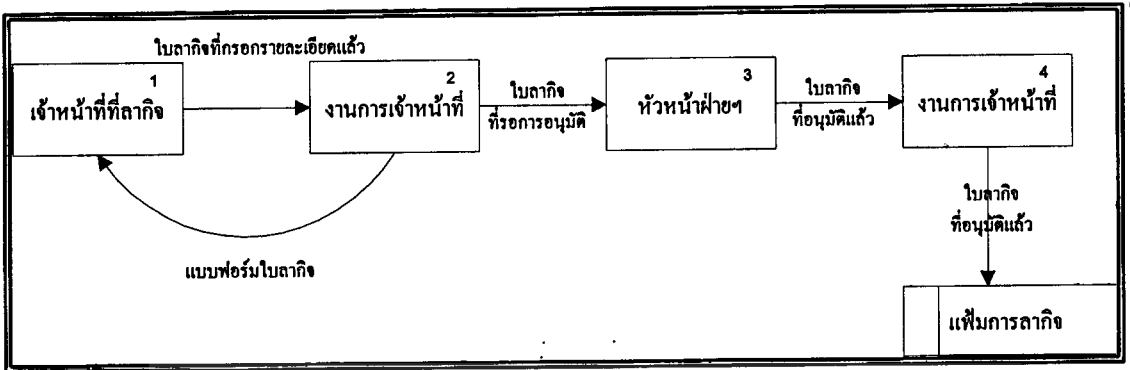 ใบลากิจที่กรอกรายละเอียดแล้ว
1
เจ้าหน้าที่ที่ลากิจ
2
งานการเจ้าหน้าที่
ใบลากิจ
ที่รอการอนุมัติ
3
หัวหน้าฝ่ายฯ
ใบลากิจ
ที่อนุมัติแล้ว
4
งานการเจ้าหน้าที่
ใบลากิจ
ที่อนุมัติแล้ว
แบบฟอร์มใบลากิจ
แฟ้มการลากิจ